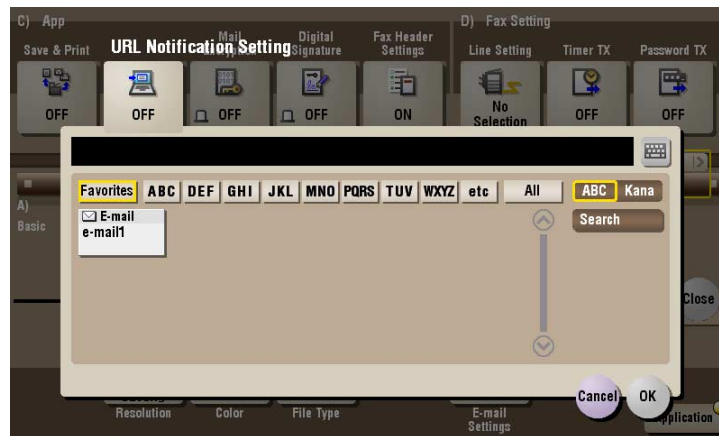 C) App
D) Fax Setting
Save & Print
URL Notification Setting
Mail
Digital
Signature
Fax Header
Settings
Line Setting
Timer TX
Password TX
OFF
OFF
OFF
OFF
ON
No
Selection
OFF
OFF
Favorites ABC DEF GHI JKL MNO PQRS TUV WXYZ etc All ABC Kana
A)
Basic
E-mail
e-mail1
Search
Close
Cancel
OK
Resolution
Color
File Type
E-mail
Settings
Application